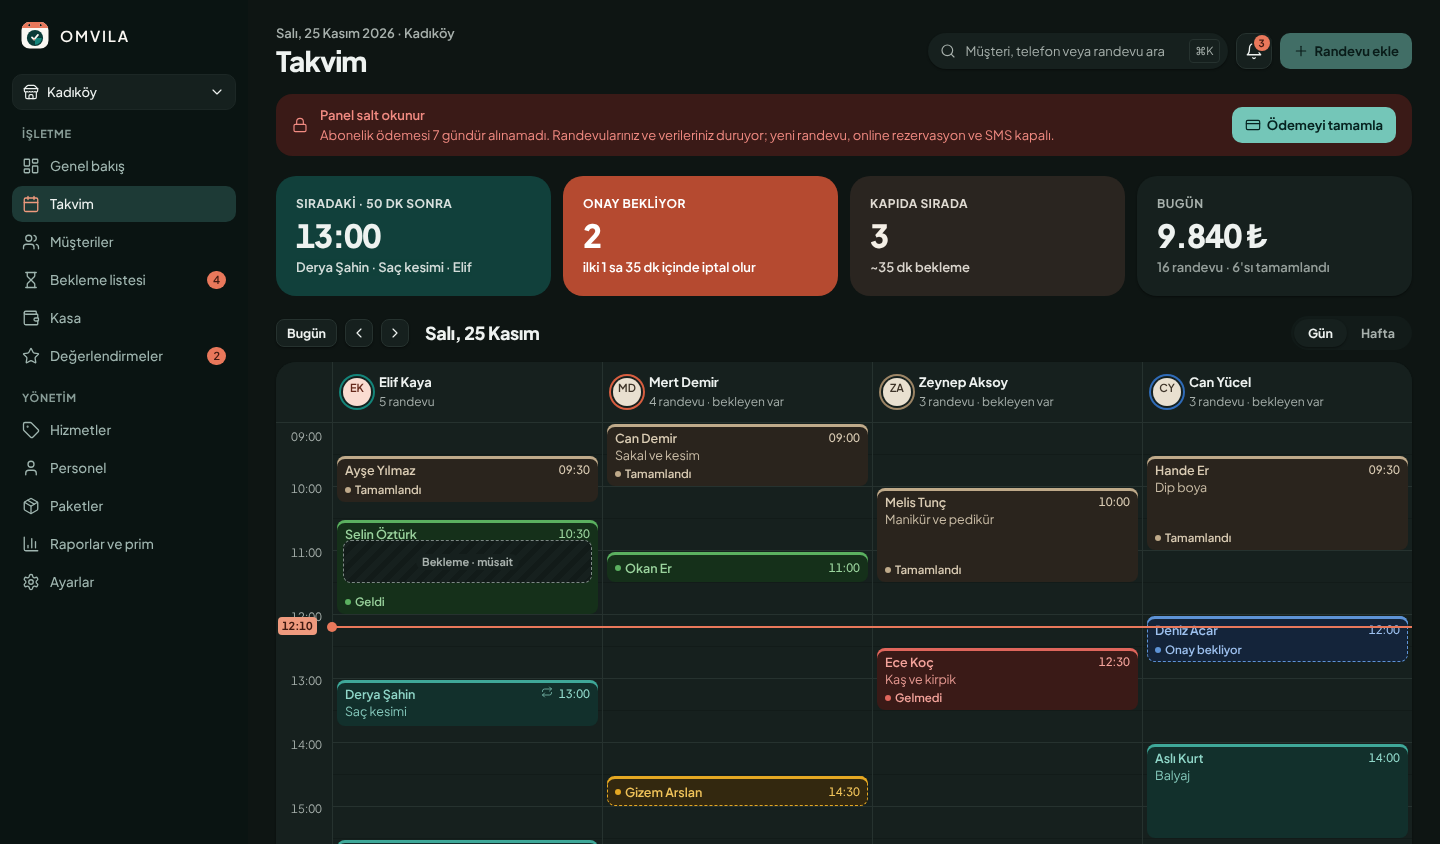 OMVILA
Kadıköy
İŞLETME
Genel bakış
Takvim
Müşteriler
Bekleme listesi 4
Kasa
Değerlendirmeler 2
YÖNETİM
Hizmetler
Personel
Paketler
Raporlar ve prim
Ayarlar
Salı, 25 Kasım 2026 · Kadıköy
Takvim
Müşteri, telefon veya randevu ara ⌘K
3
Randevu ekle
Panel salt okunur
Abonelik ödemesi 7 gündür alınamadı. Randevularınız ve verileriniz duruyor; yeni randevu, online rezervasyon ve SMS kapalı.
Ödemeyi tamamla
SIRADAKİ · 50 DK SONRA
13:00
Derya Şahin · Saç kesimi · Elif
ONAY BEKLİYOR
2
ilki 1 sa 35 dk içinde iptal olur
KAPIDA SIRADA
3
~35 dk bekleme
BUGÜN
9.840 ₺
16 randevu · 6'sı tamamlandı
Bugün
Salı, 25 Kasım
Gün Hafta
EK Elif Kaya
5 randevu
MD Mert Demir
4 randevu · bekleyen var
ZA Zeynep Aksoy
3 randevu · bekleyen var
CY Can Yücel
3 randevu · bekleyen var
09:00
10:00
11:00
12:00
12:10
13:00
14:00
15:00
Ayşe Yılmaz 09:30
Tamamlandı
Selin Öztürk 10:30
Bekleme · müsait
Geldi
Derya Şahin 13:00
Saç kesimi
Can Demir 09:00
Sakal ve kesim
Tamamlandı
Okan Er 11:00
Gizem Arslan 14:30
Melis Tunç 10:00
Manikür ve pedikür
Tamamlandı
Ece Koç 12:30
Kaş ve kirpik
Gelmedi
Hande Er 09:30
Dip boya
Tamamlandı
Deniz Acar 12:00
Onay bekliyor
Aslı Kurt 14:00
Balyaj